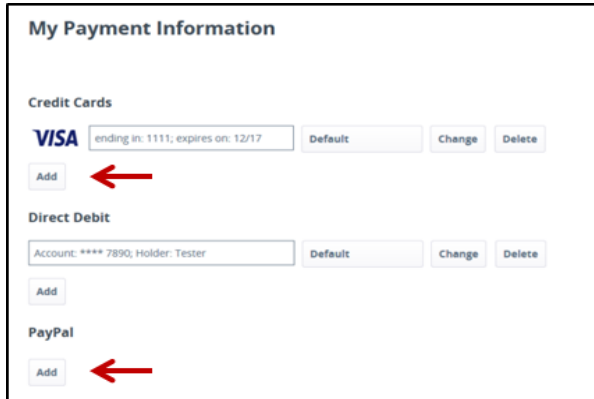 My Payment Information
Credit Cards
VISA ending in: 1111; expires on: 12/17 Default Change Delete
Add
Direct Debit
Account: **** 7890; Holder: Tester Default Change Delete
Add
PayPal
Add